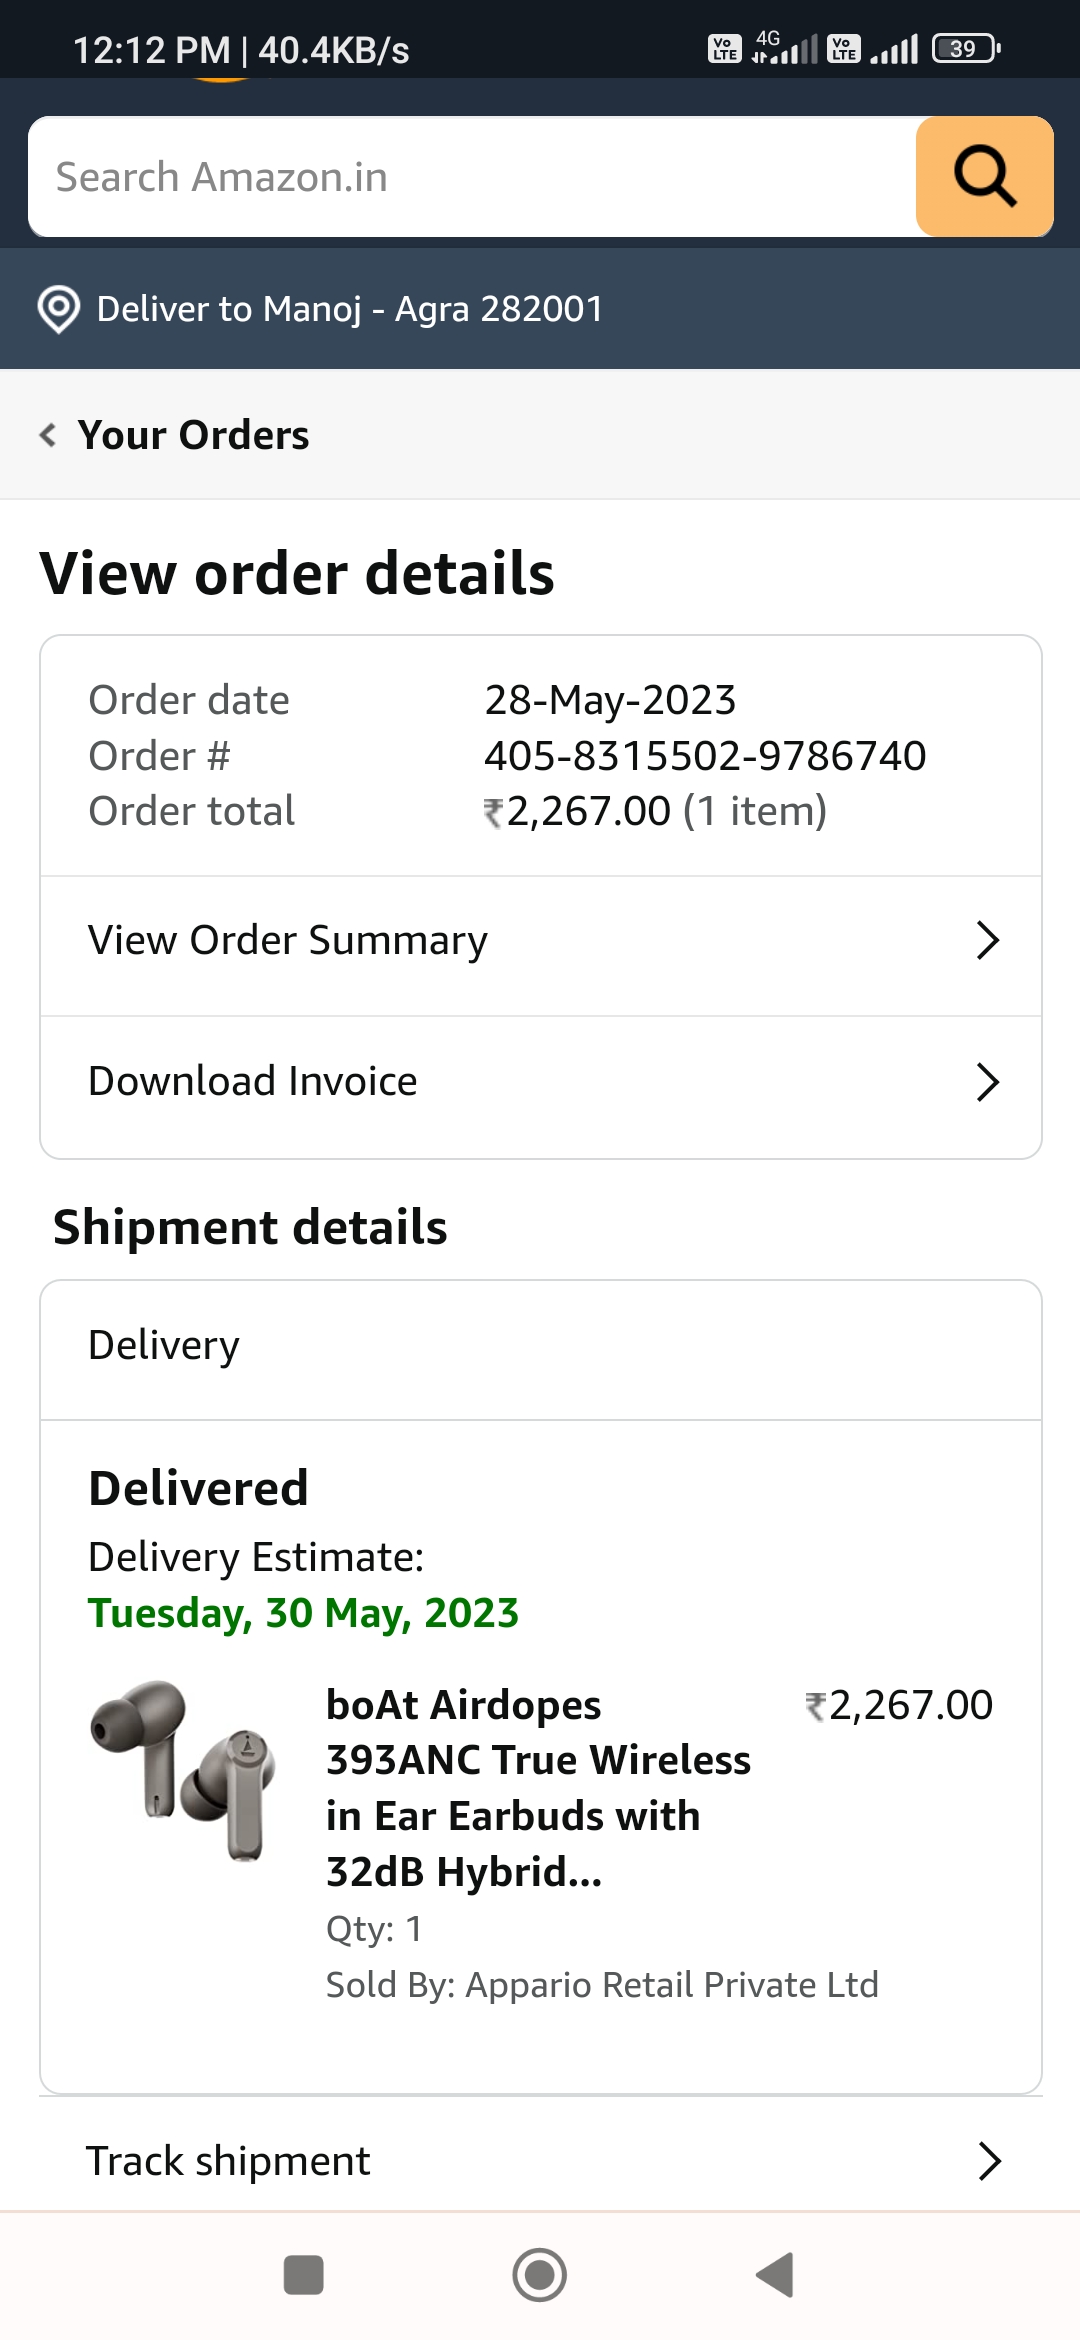 12:12 PM | 40.4KB/s
Vo LTE 4G Vo LTE 39
Search Amazon.in
Deliver to Manoj - Agra 282001
Your Orders
View order details
Order date 28-May-2023
Order # 405-8315502-9786740
Order total ₹2,267.00 (1 item)
View Order Summary
Download Invoice
Shipment details
Delivery
Delivered
Delivery Estimate:
Tuesday, 30 May, 2023
boAt Airdopes ₹2,267.00
393ANC True Wireless
in Ear Earbuds with
32dB Hybrid...
Qty: 1
Sold By: Appario Retail Private Ltd
Track shipment